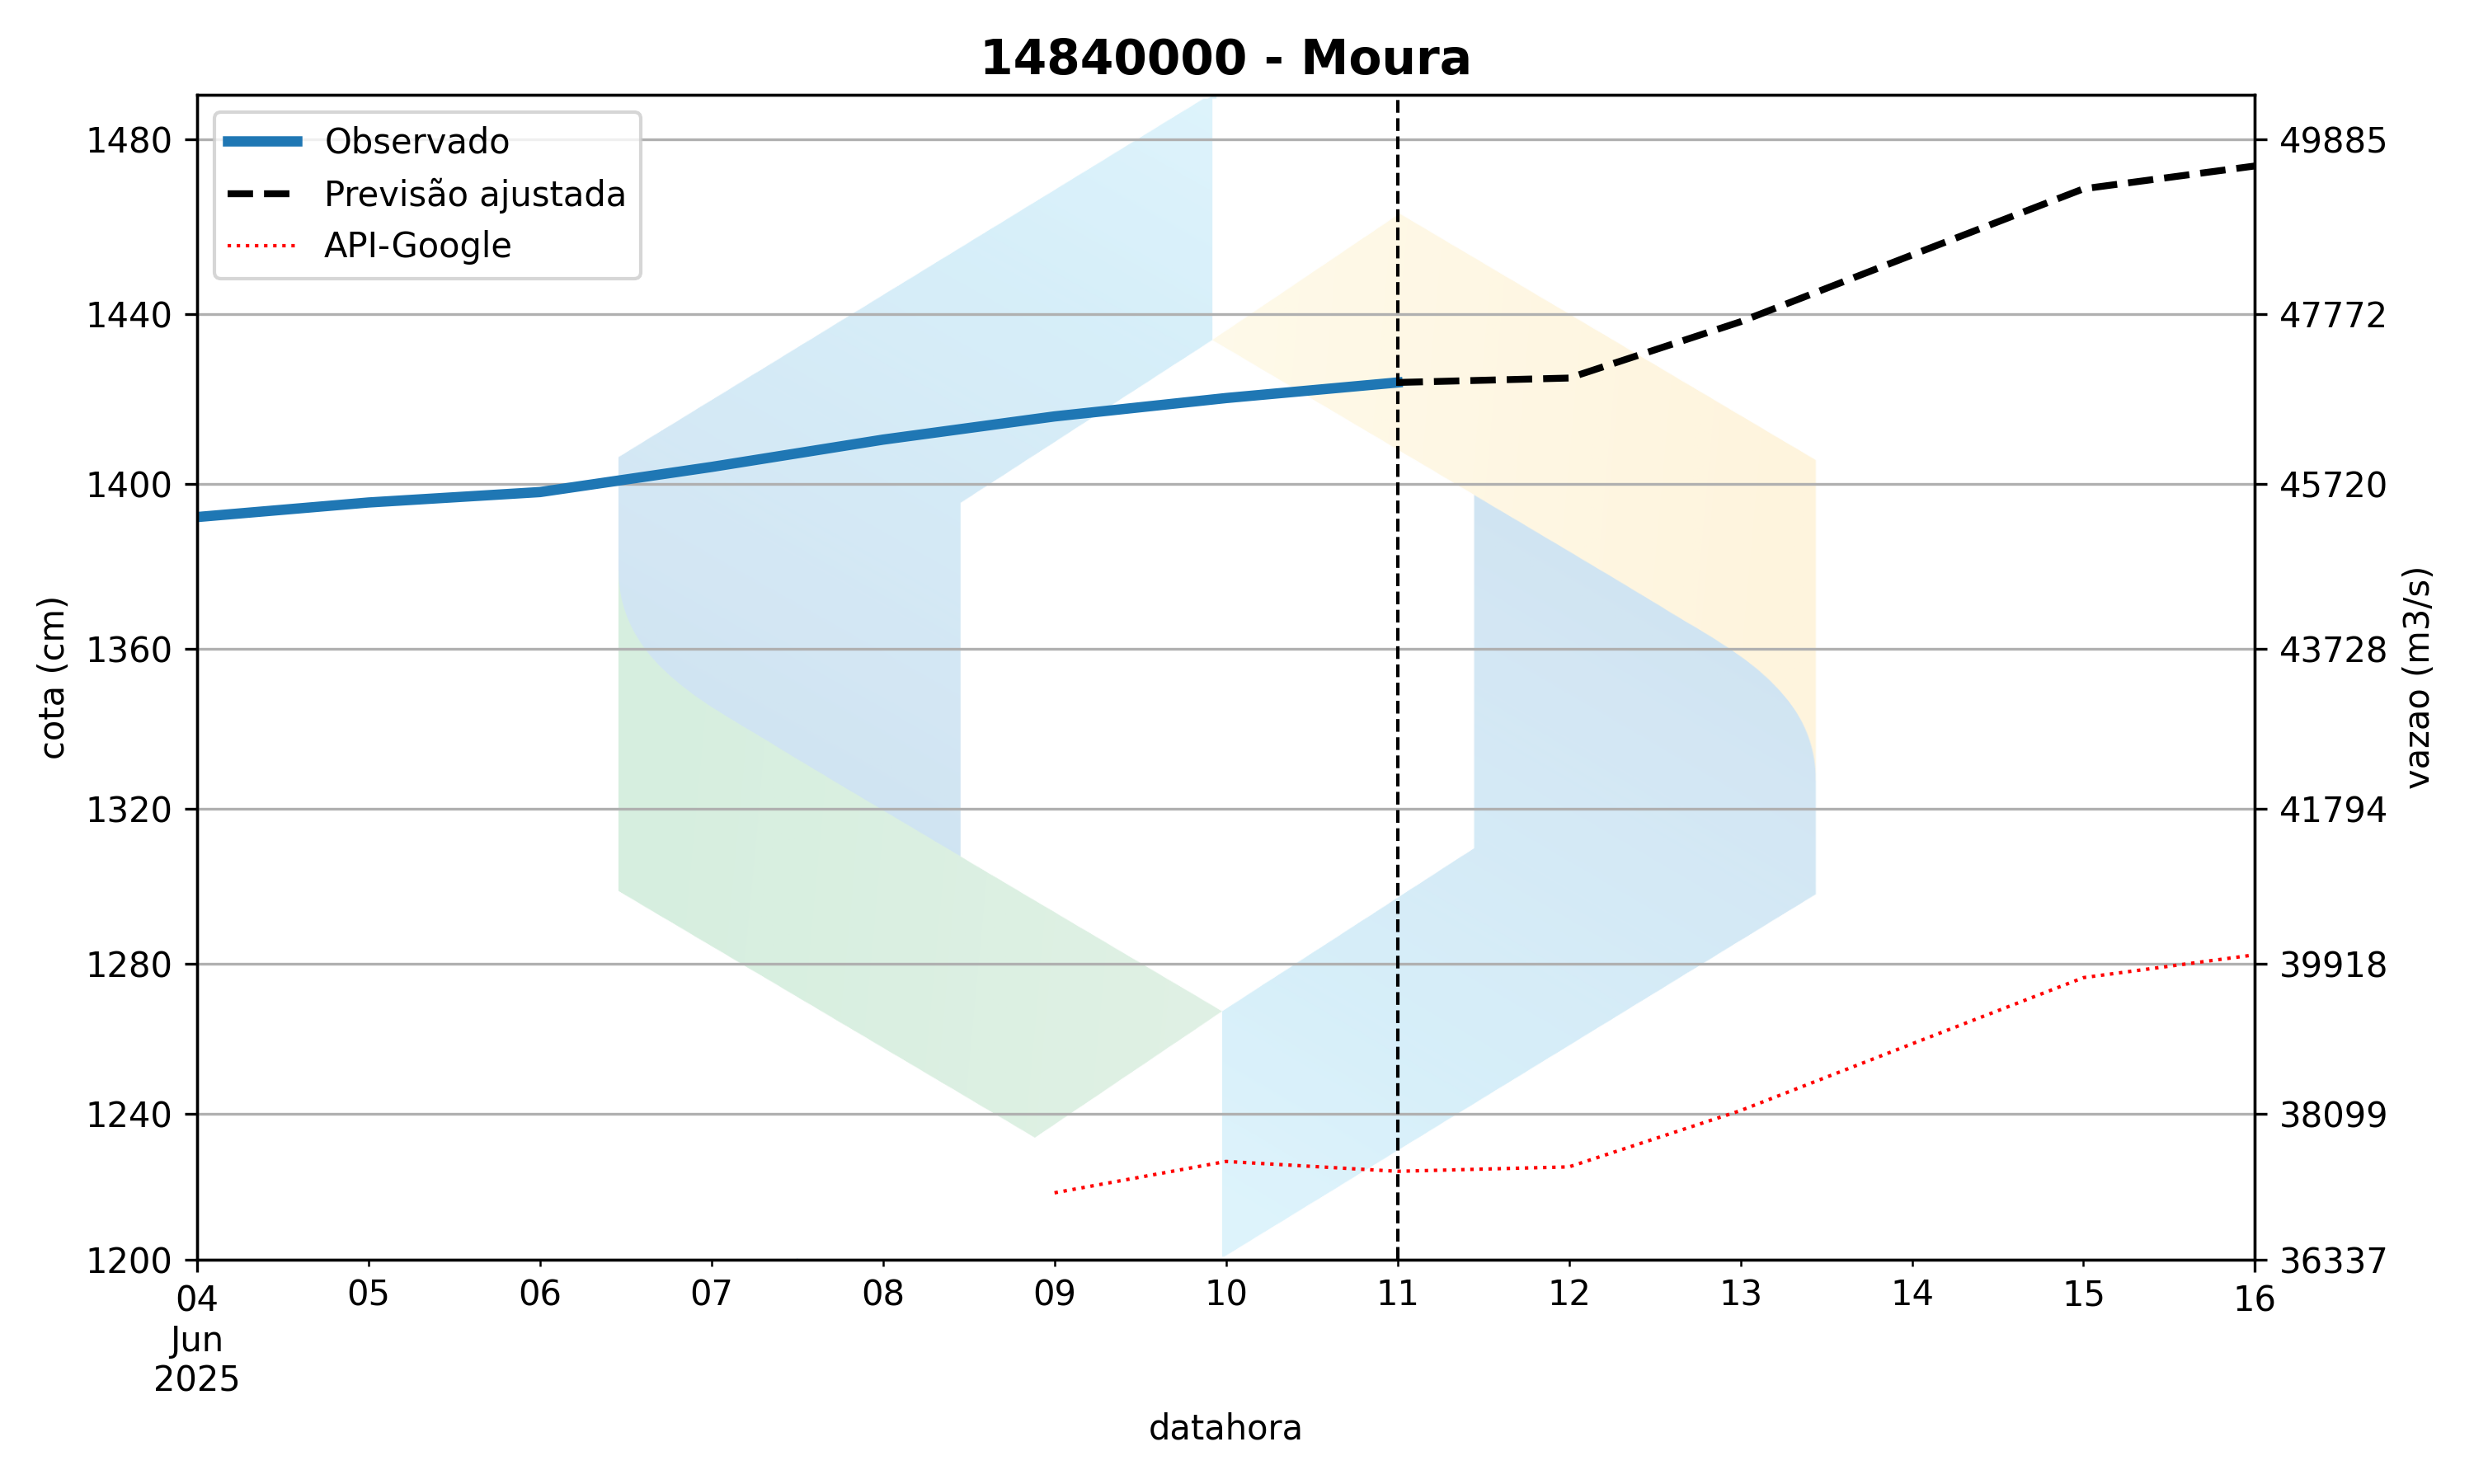 14840000 - Moura
Observado
Previsão ajustada
API-Google
1480
1440
1400
1360
1320
1280
1240
1200
cota (cm)
49885
47772
45720
43728
41794
39918
38099
36337
vazao (m3/s)
04 05 06 07 08 09 10 11 12 13 14 15 16
Jun
2025
datahora